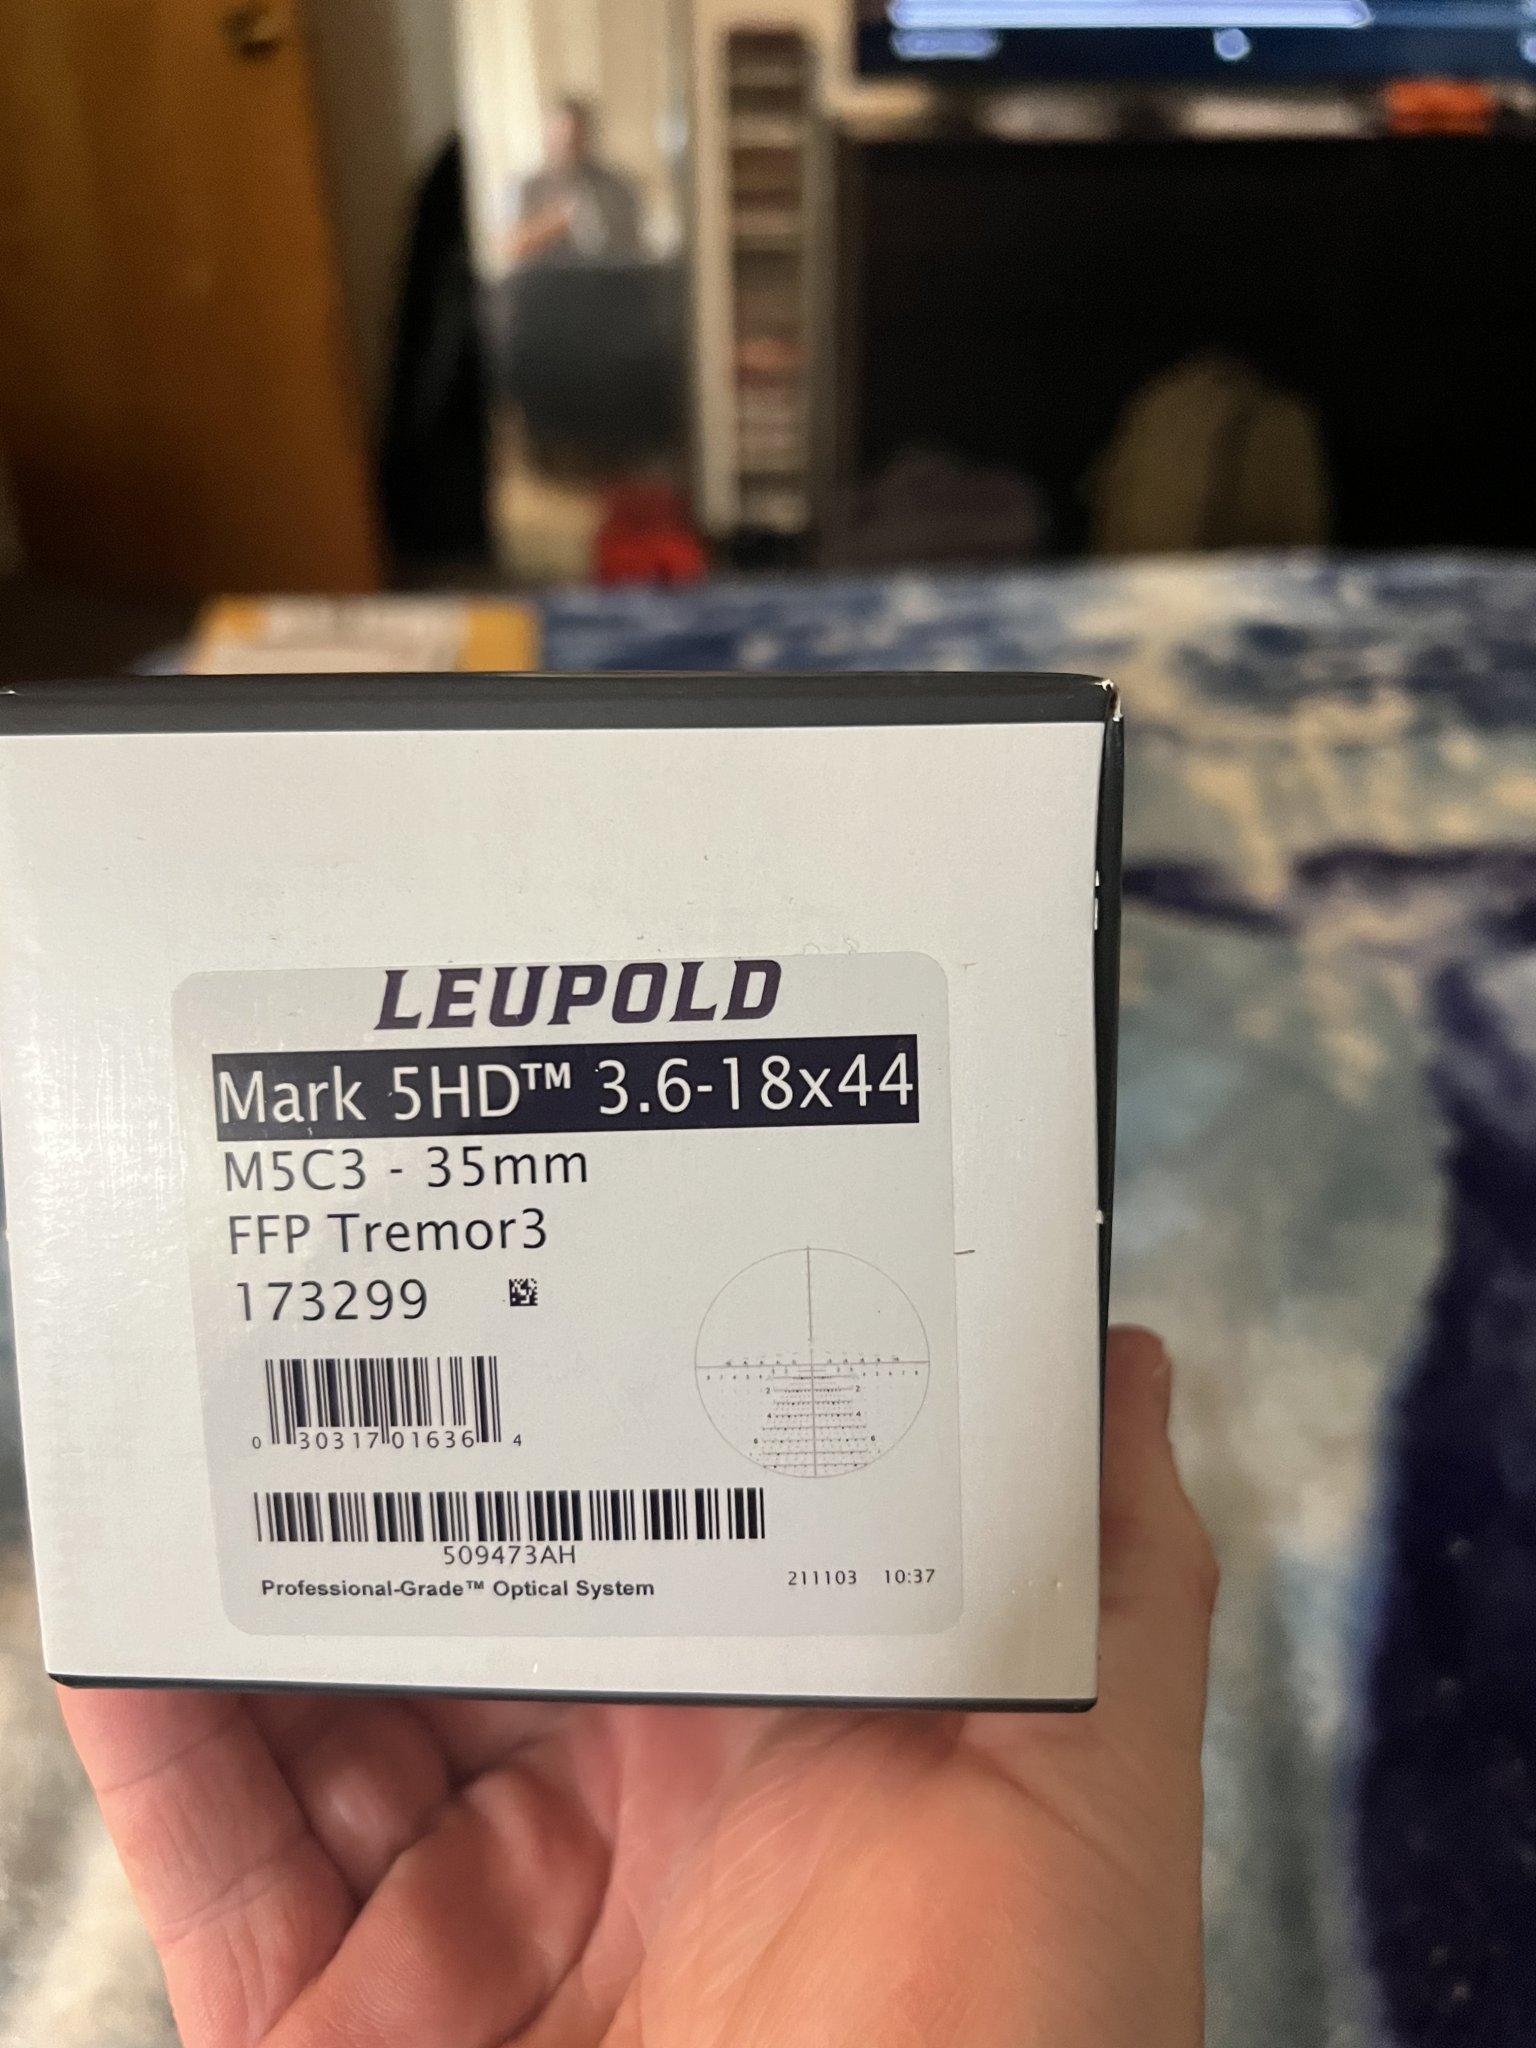 LEUPOLD
Mark 5HD™ 3.6-18x44
M5C3 - 35mm
FFP Tremor3
173299
0 30317 01636 4
509473AH
Professional-Grade™ Optical System
211103 10:37